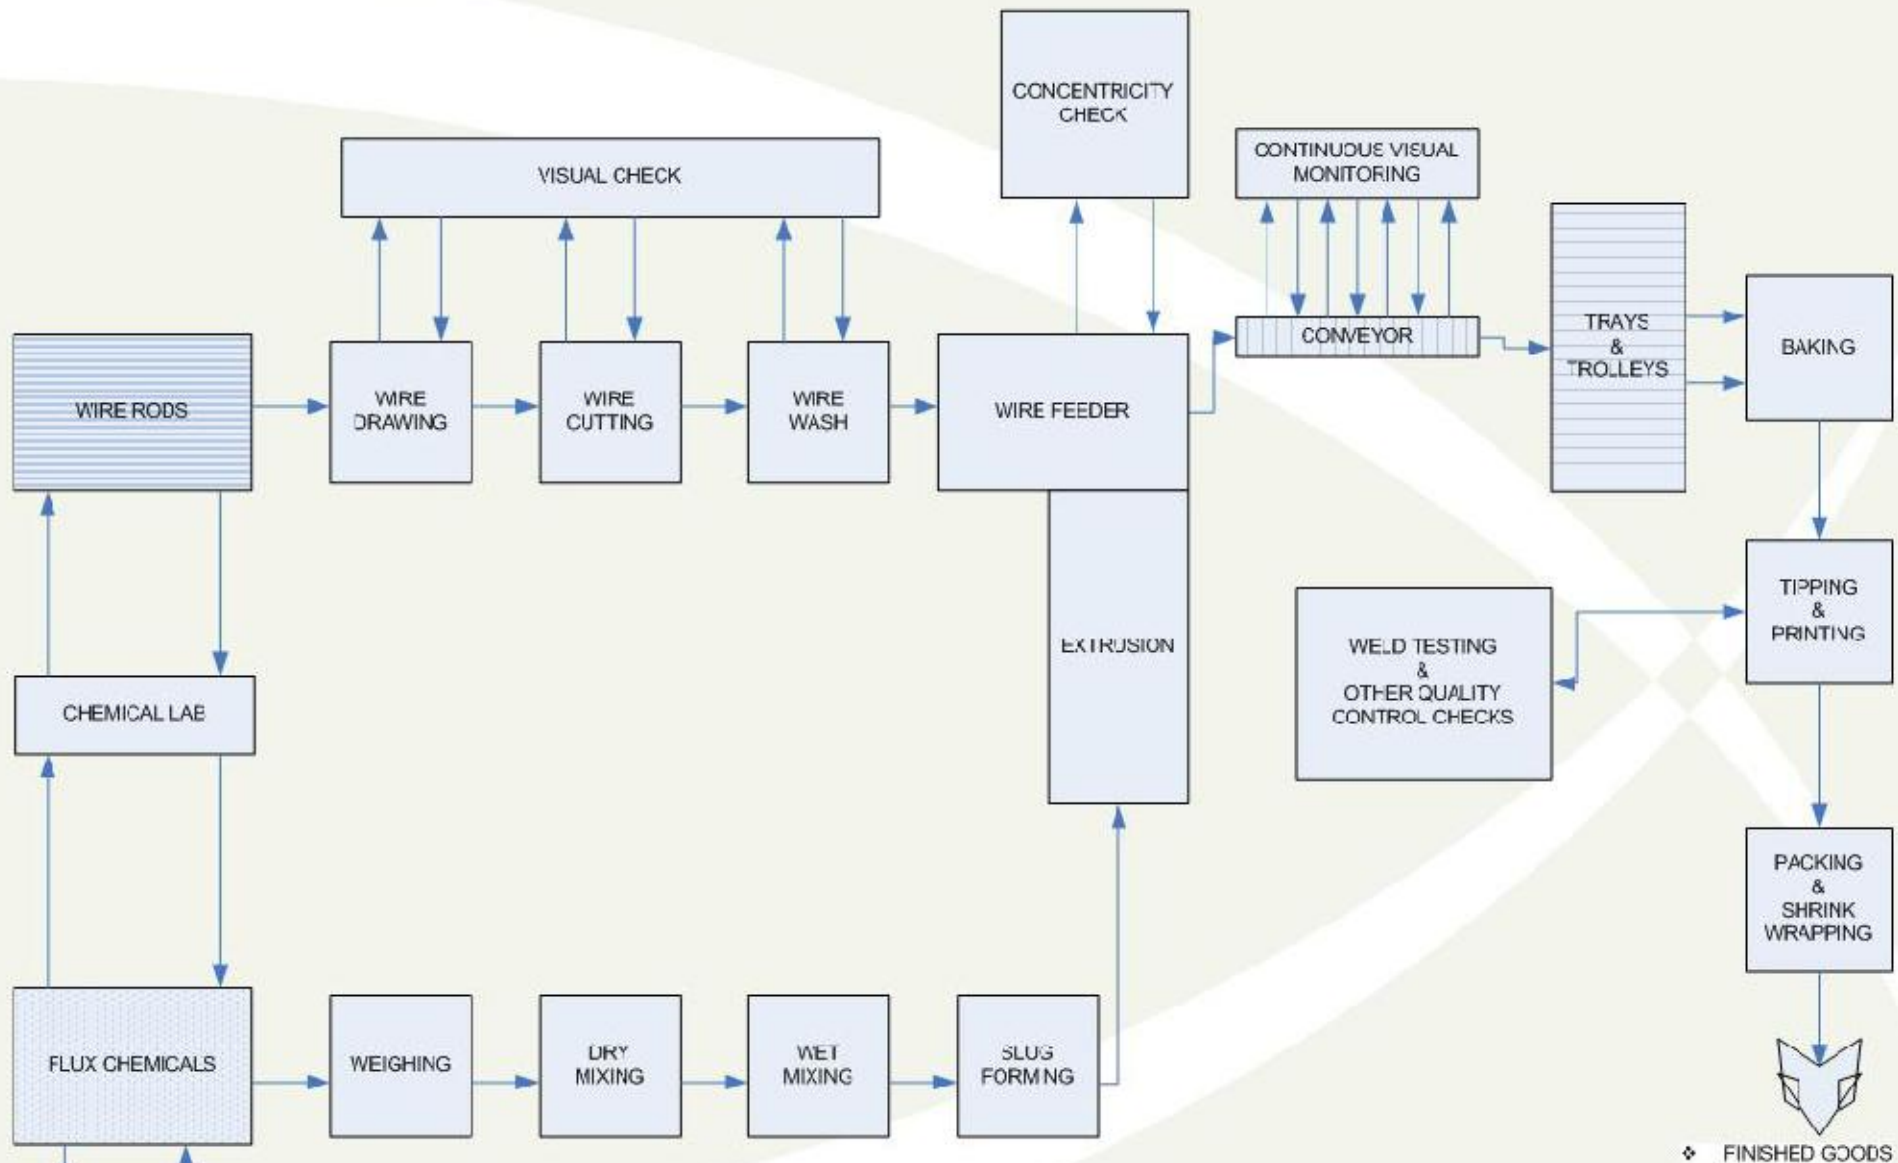 CONCENTRICITY
CHECK
VISUAL CHECK
CONTINUOUS VISUAL
MONITORING
WIRE RODS
WIRE
DRAWING
WIRE
CUTTING
WIRE
WASH
WIRE FEEDER
CONVEYOR
TRAYS
&
TROLLEYS
BAKING
EXTRUSION
TIPPING
&
PRINTING
WELD TESTING
&
OTHER QUALITY
CONTROL CHECKS
CHEMICAL LAB
PACKING
&
SHRINK
WRAPPING
FLUX CHEMICALS
WEIGHING
DRY
MIXING
WET
MIXING
SLUG
FORMING
❖ FINISHED GOODS